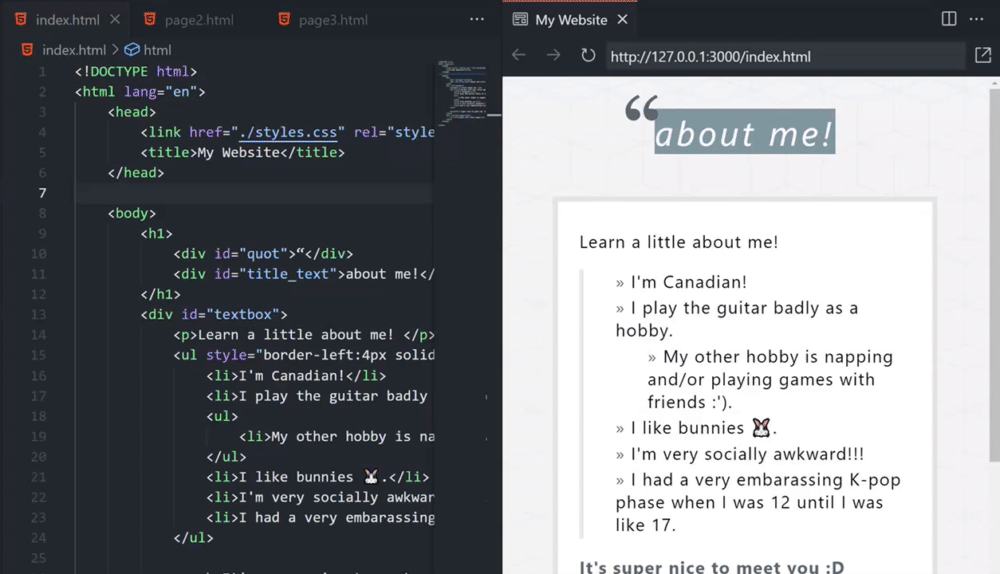 index.html page2.html page3.html ···
index.html > html
1 <!DOCTYPE html>
2 <html lang="en">
3 <head>
4 <link href="./styles.css" rel="style
5 <title>My Website</title>
6 </head>
7
8 <body>
9 <h1>
10 <div id="quot">“</div>
11 <div id="title_text">about me!</
12 </h1>
13 <div id="textbox">
14 <p>Learn a little about me! </p>
15 <ul style="border-left:4px solid
16 <li>I'm Canadian!</li>
17 <li>I play the guitar badly
18 <ul>
19 <li>My other hobby is na
20 </ul>
21 <li>I like bunnies 🐰.</li>
22 <li>I'm very socially awkwar
23 <li>I had a very embarassing
24 </ul>
25
My Website
http://127.0.0.1:3000/index.html
“about me!
Learn a little about me!
» I'm Canadian!
» I play the guitar badly as a
hobby.
» My other hobby is napping
and/or playing games with
friends :').
» I like bunnies 🐰.
» I'm very socially awkward!!!
» I had a very embarassing K-pop
phase when I was 12 until I was
like 17.
It's super nice to meet you :D